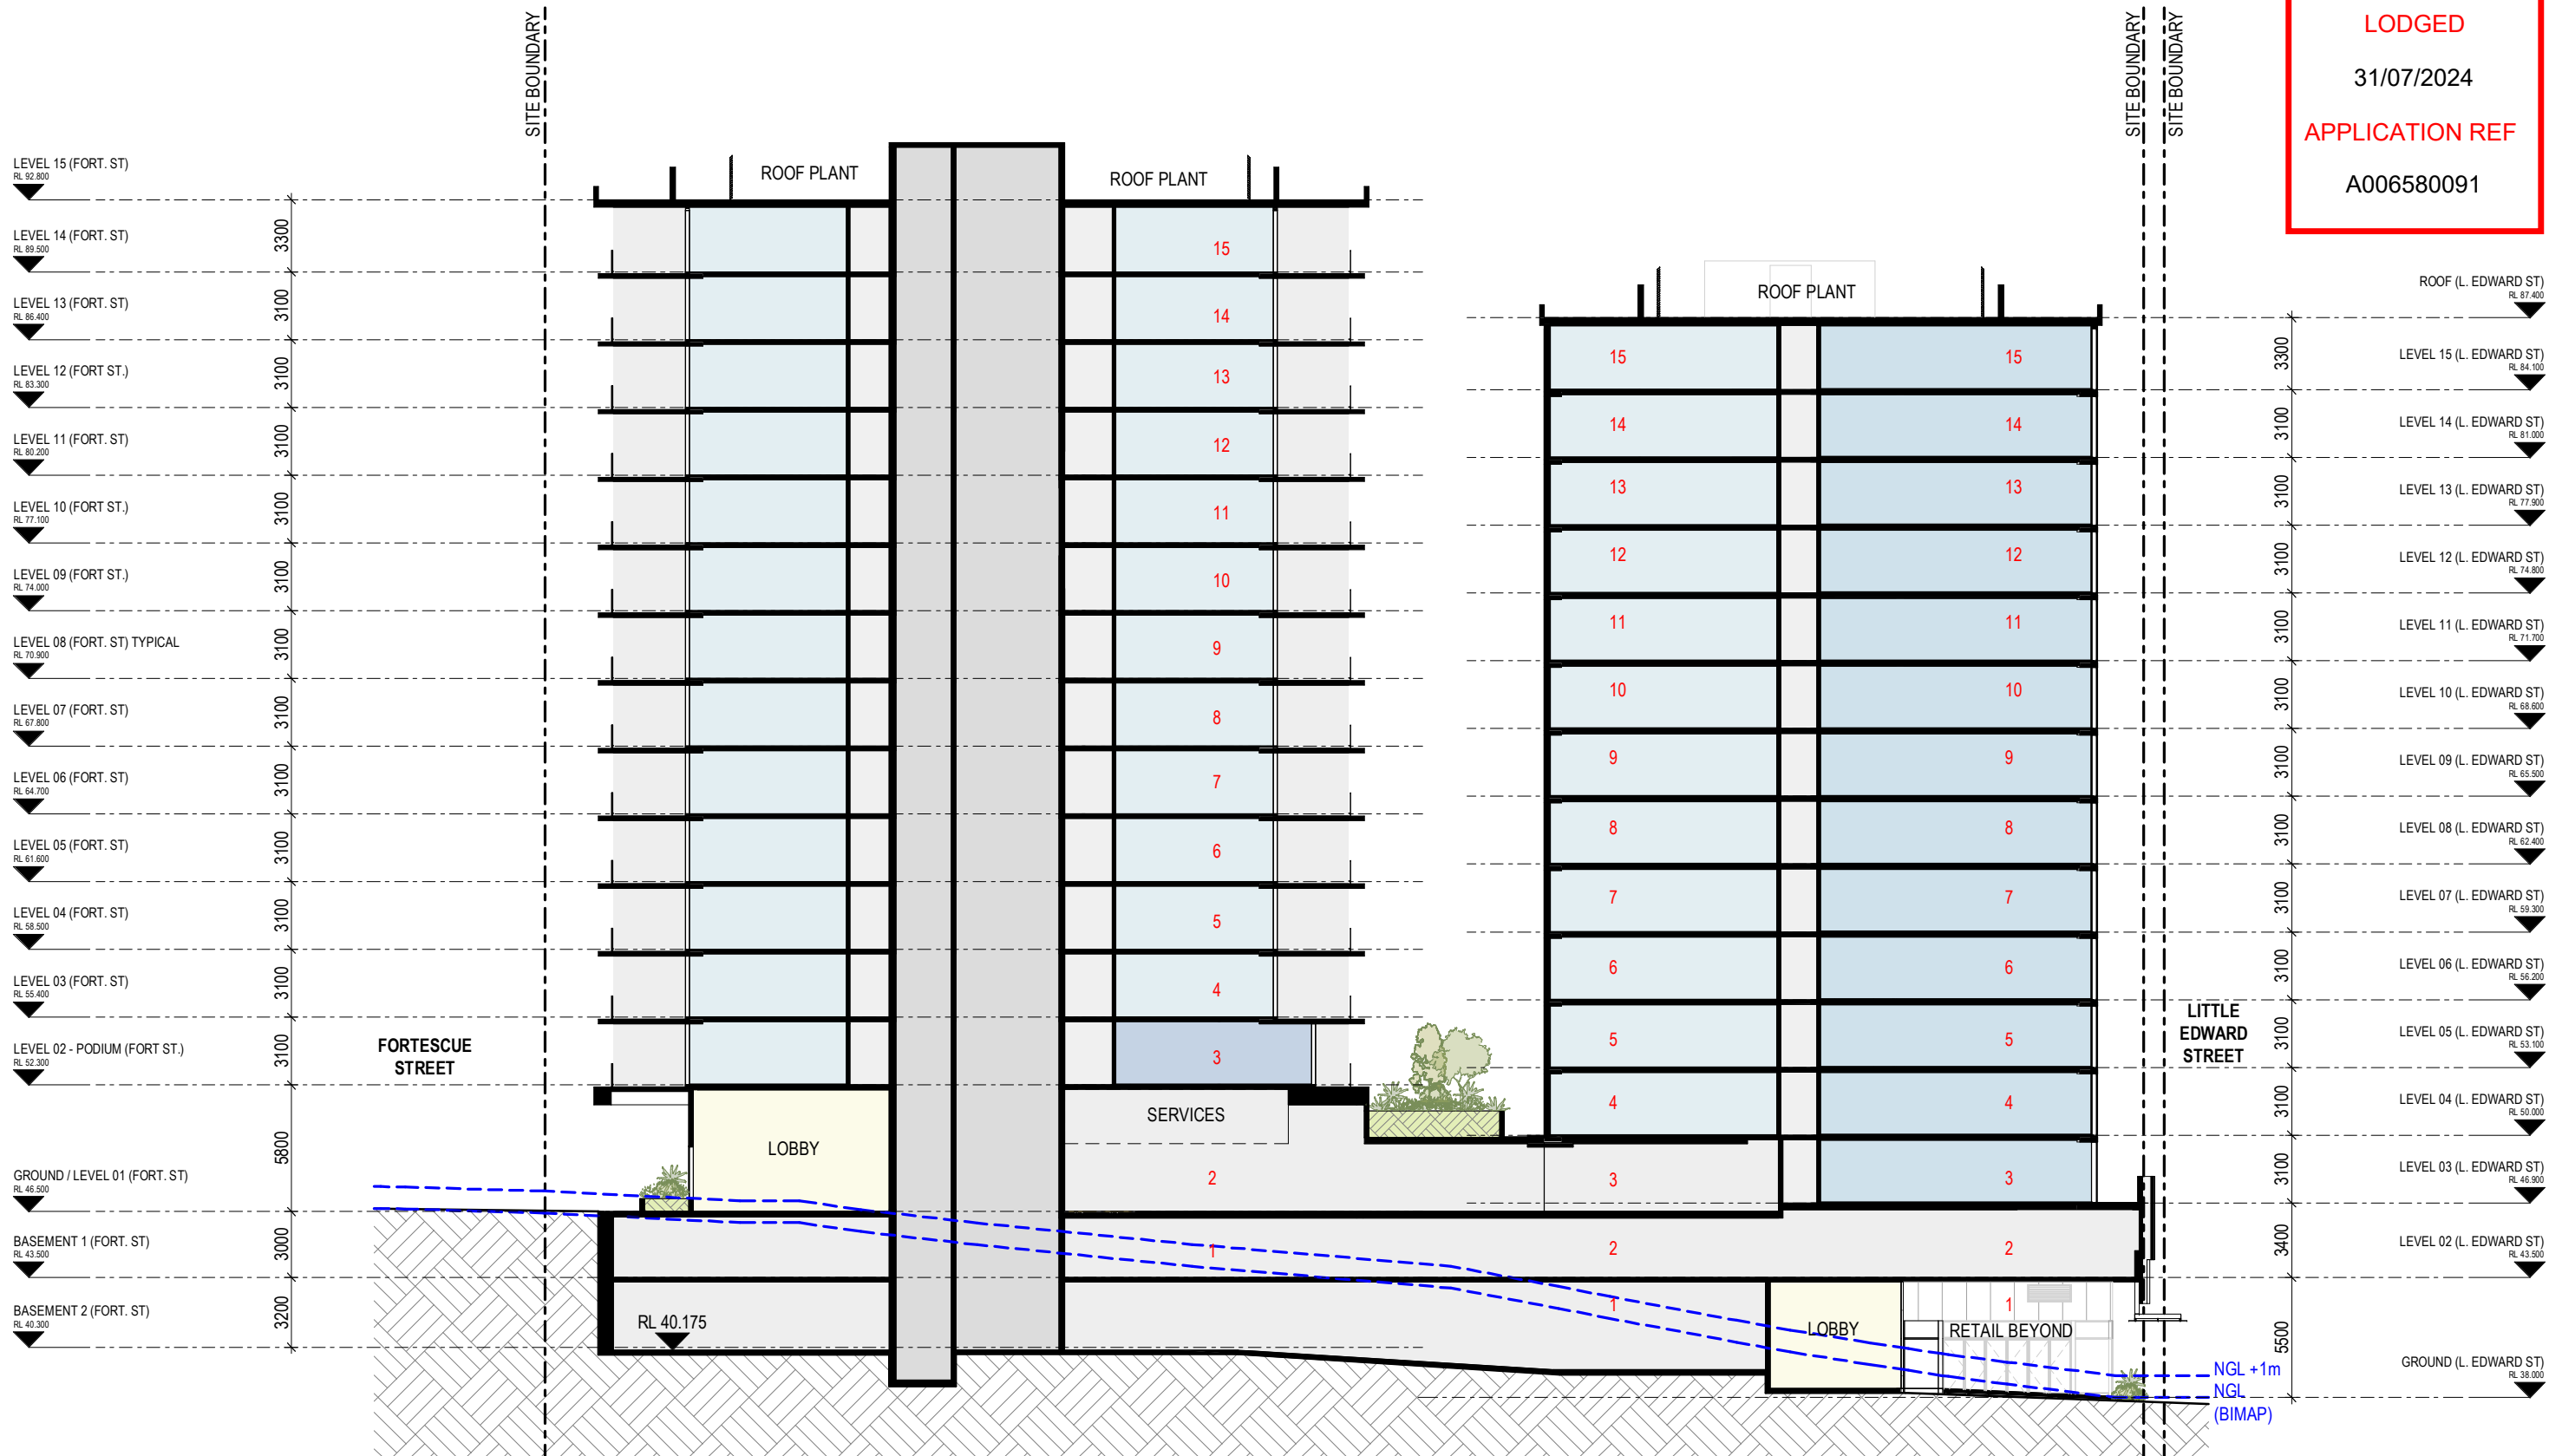 SITE BOUNDARY
SITE BOUNDARY
SITE BOUNDARY
LODGED
31/07/2024
APPLICATION REF
A006580091
LEVEL 15 (FORT. ST)
RL 92.800
LEVEL 14 (FORT. ST)
RL 89.500
LEVEL 13 (FORT. ST)
RL 86.400
LEVEL 12 (FORT ST.)
RL 83.300
LEVEL 11 (FORT. ST)
RL 80.200
LEVEL 10 (FORT ST.)
RL 77.100
LEVEL 09 (FORT ST.)
RL 74.000
LEVEL 08 (FORT. ST) TYPICAL
RL 70.900
LEVEL 07 (FORT. ST)
RL 67.800
LEVEL 06 (FORT. ST)
RL 64.700
LEVEL 05 (FORT. ST)
RL 61.600
LEVEL 04 (FORT. ST)
RL 58.500
LEVEL 03 (FORT. ST)
RL 55.400
LEVEL 02 - PODIUM (FORT ST.)
RL 52.300
GROUND / LEVEL 01 (FORT. ST)
RL 46.500
BASEMENT 1 (FORT. ST)
RL 43.500
BASEMENT 2 (FORT. ST)
RL 40.300
3300
3100
3100
3100
3100
3100
3100
3100
3100
3100
3100
3100
3100
5800
3000
3200
FORTESCUE
STREET
ROOF PLANT
ROOF PLANT
15
14
13
12
11
10
9
8
7
6
5
4
3
SERVICES
LOBBY
2
1
RL 40.175
ROOF PLANT
15 15
14 14
13 13
12 12
11 11
10 10
9 9
8 8
7 7
6 6
5 5
4 4
3 3
2 2
1 1
LOBBY
RETAIL BEYOND
LITTLE
EDWARD
STREET
3300
3100
3100
3100
3100
3100
3100
3100
3100
3100
3100
3100
3100
3400
5500
ROOF (L. EDWARD ST)
RL 87.400
LEVEL 15 (L. EDWARD ST)
RL 84.100
LEVEL 14 (L. EDWARD ST)
RL 81.000
LEVEL 13 (L. EDWARD ST)
RL 77.900
LEVEL 12 (L. EDWARD ST)
RL 74.800
LEVEL 11 (L. EDWARD ST)
RL 71.700
LEVEL 10 (L. EDWARD ST)
RL 68.600
LEVEL 09 (L. EDWARD ST)
RL 65.500
LEVEL 08 (L. EDWARD ST)
RL 62.400
LEVEL 07 (L. EDWARD ST)
RL 59.300
LEVEL 06 (L. EDWARD ST)
RL 56.200
LEVEL 05 (L. EDWARD ST)
RL 53.100
LEVEL 04 (L. EDWARD ST)
RL 50.000
LEVEL 03 (L. EDWARD ST)
RL 46.900
LEVEL 02 (L. EDWARD ST)
RL 43.500
GROUND (L. EDWARD ST)
RL 38.000
NGL +1m
NGL
(BIMAP)